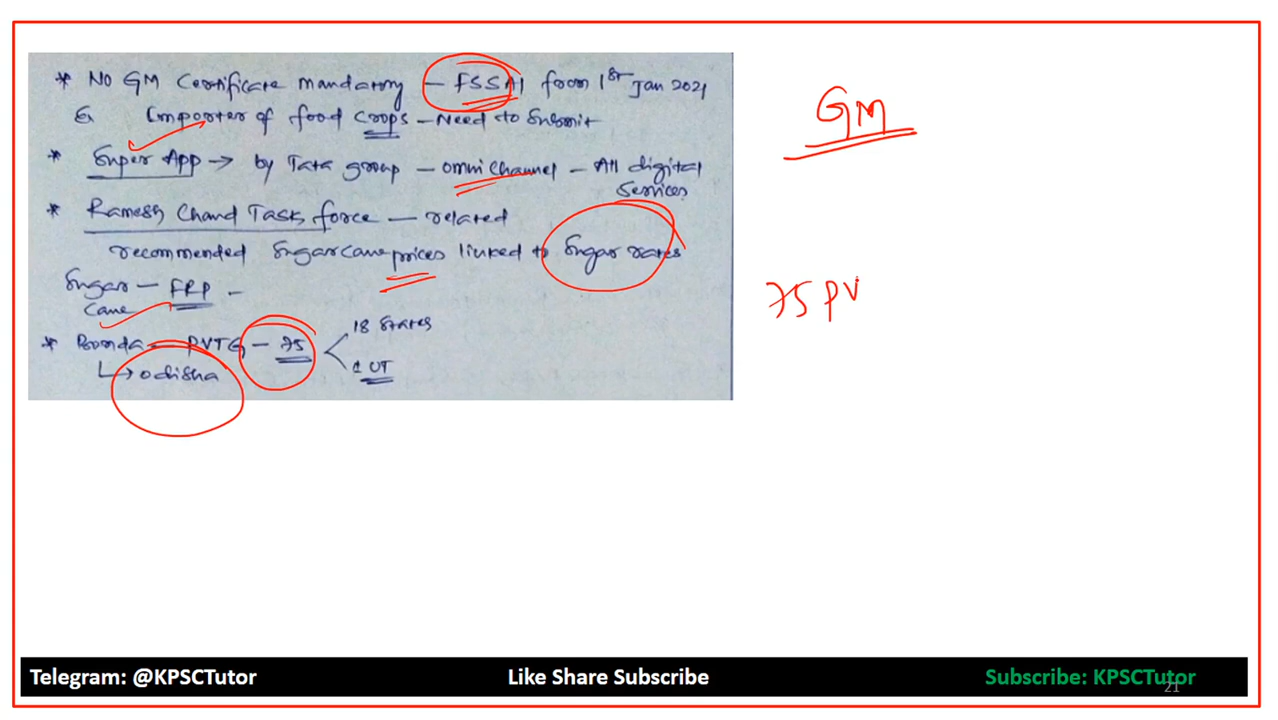 * NO GM Certificate mandatory – FSSAI from 1st Jan 2021
Importer of food crops – Need to Submit
* Super App → by Tata group – omni channel – All digital
Services
* Ramesh Chand Task force – related
recommended Sugarcane prices linked to Sugar rates
Sugar – FRP –
cane
* Bonda – PVTG – 75
18 States
1 UT
↳ odisha
GM
75 PV
Telegram: @KPSCTutor
Like Share Subscribe
Subscribe: KPSCTutor
21